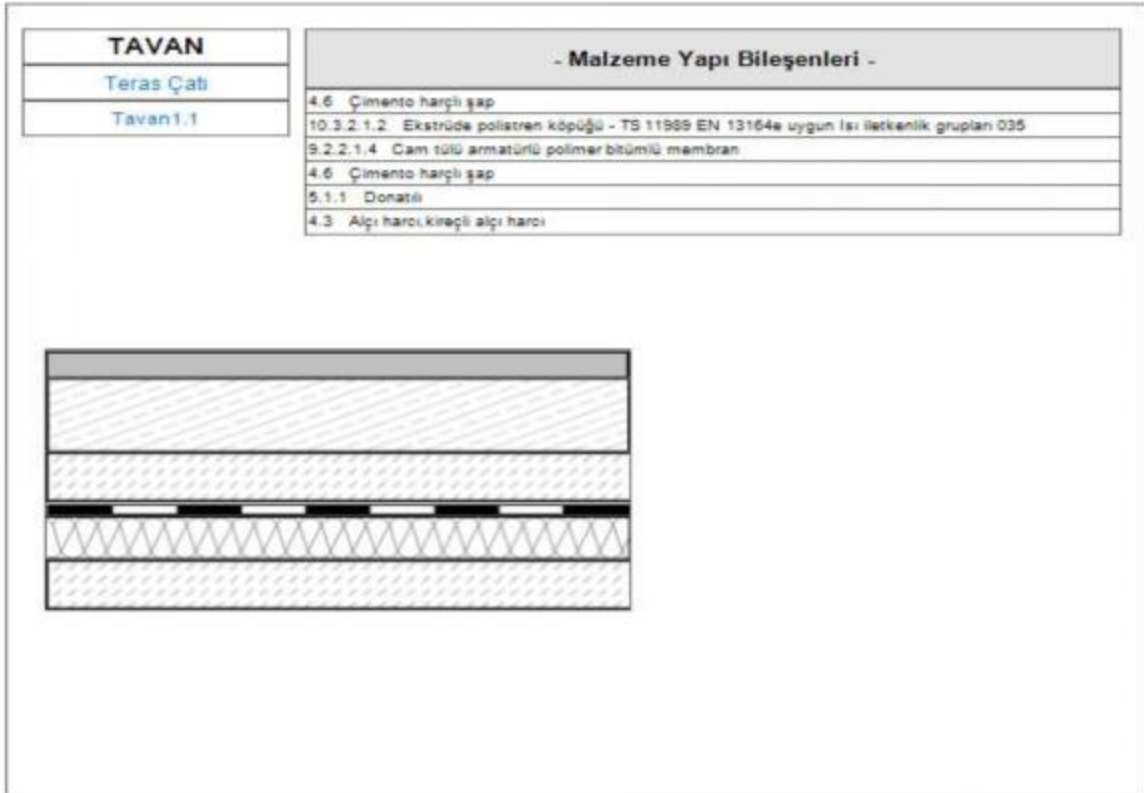 TAVAN
Teras Çatı
Tavan1.1
- Malzeme Yapı Bileşenleri -
4.6 Çimento harçlı şap
10.3.2.1.2 Ekstrüde polistren köpüğü - TS 11989 EN 13164e uygun Isı iletkenlik grupları 035
9.2.2.1.4 Cam tülü armatürlü polimer bitümlü membran
4.6 Çimento harçlı şap
5.1.1 Donatılı
4.3 Alçı harcı,kireçli alçı harcı